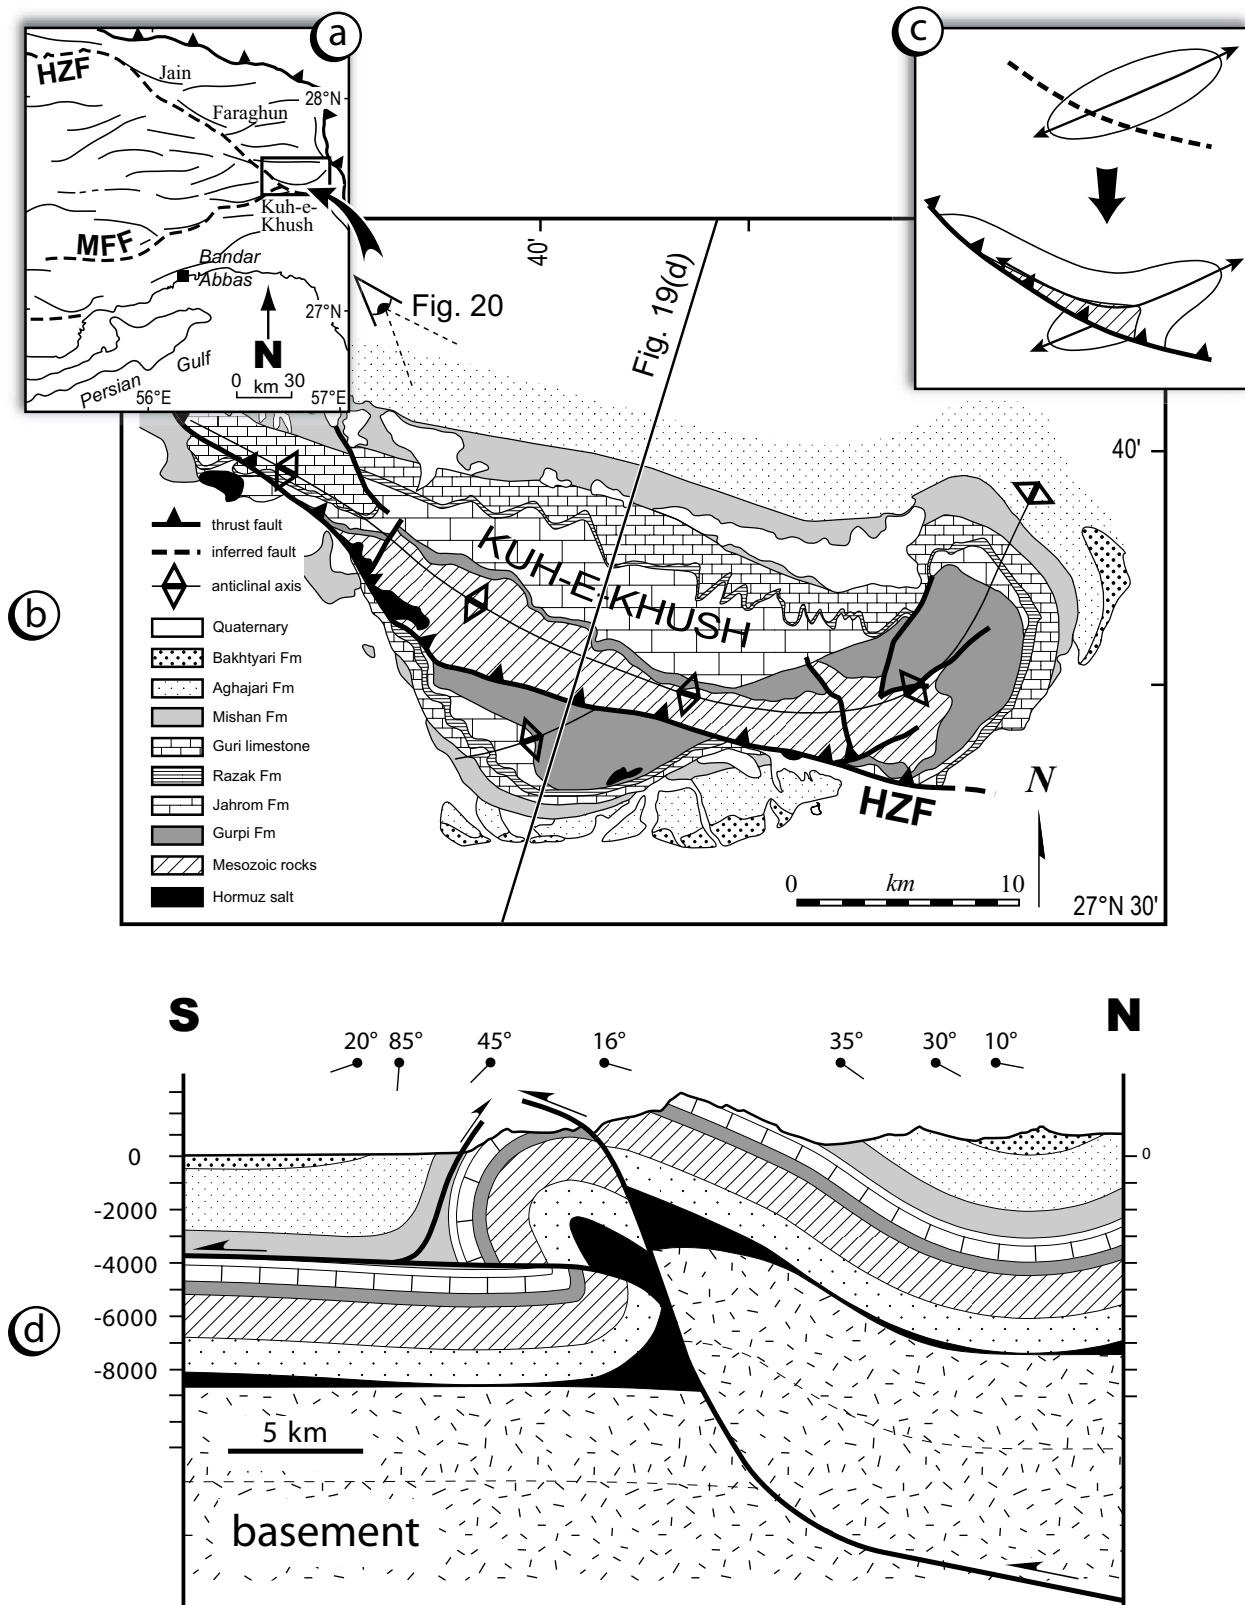 a
HZF
Jain
28°N
Faraghun
Kuh-e-
Khush
MFF
Bandar
Abbas
27°N
N
Gulf
Persian
0 km 30
56°E
57°E
c
40'
Fig. 19(d)
Fig. 20
40'
KUH-E-KHUSH
b
thrust fault
inferred fault
anticlinal axis
Quaternary
Bakhtyari Fm
Aghajari Fm
Mishan Fm
Guri limestone
Razak Fm
Jahrom Fm
Gurpi Fm
Mesozoic rocks
Hormuz salt
HZF
N
0 km 10
27°N 30'
S
N
20° 85° 45° 16° 35° 30° 10°
0
0
-2000
-4000
-6000
-8000
d
5 km
basement